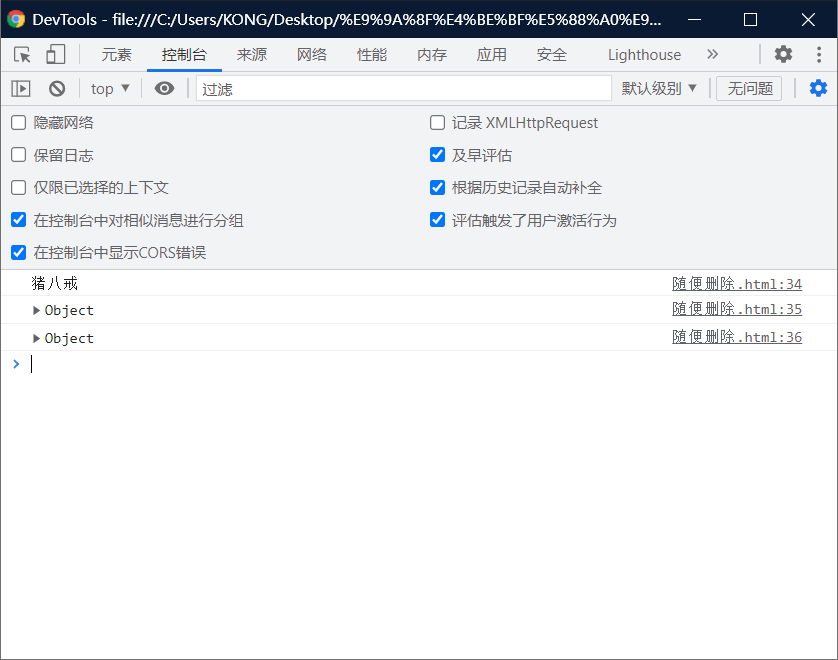 DevTools - file:///C:/Users/KONG/Desktop/%E9%9A%8F%E4%BE%BF%E5%88%A0%E9...
元素 控制台 来源 网络 性能 内存 应用 安全 Lighthouse
top 过滤 默认级别 无问题
隐藏网络 记录 XMLHttpRequest
保留日志 及早评估
仅限已选择的上下文 根据历史记录自动补全
在控制台中对相似消息进行分组 评估触发了用户激活行为
在控制台中显示CORS错误
猪八戒 随便删除.html:34
Object 随便删除.html:35
Object 随便删除.html:36